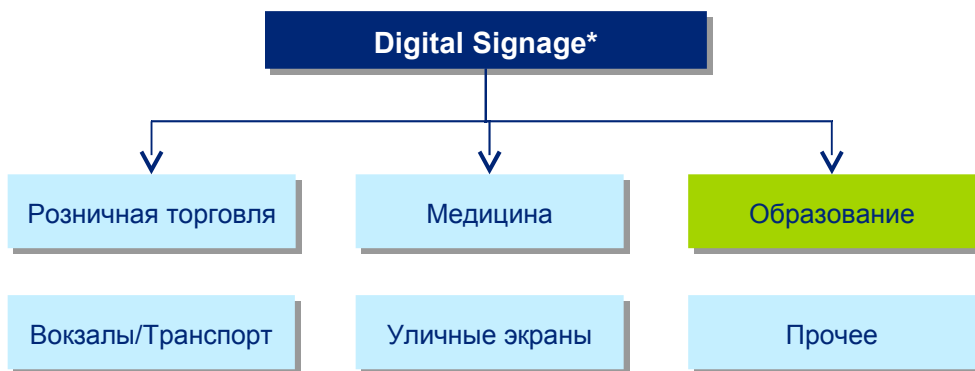 Digital Signage*
Розничная торговля
Медицина
Образование
Вокзалы/Транспорт
Уличные экраны
Прочее